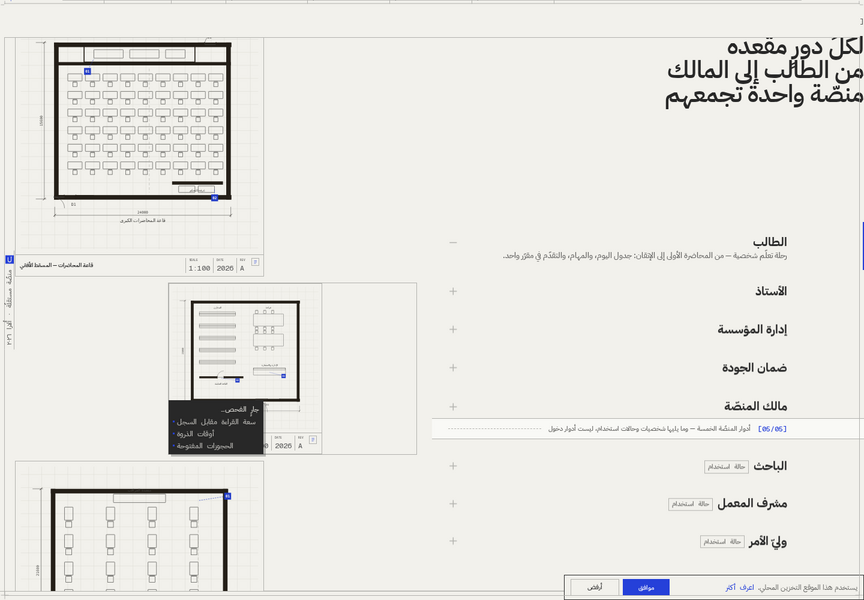 لكلّ دورٍ مقعده
من الطالب إلى المالك
منصّة واحدة تجمعهم
الطالب
رحلة تعلّم شخصية — من المحاضرة الأولى إلى الإتقان: جدول اليوم، والمهام، والتقدّم في مقرّر واحد.
الأستاذ
إدارة المؤسسة
ضمان الجودة
مالك المنصّة
[05/05] أدوار المنصّة الخمسة — وما يليها شخصيات وحالات استخدام، ليست أدوار دخول
الباحث حالة استخدام
مشرف المعمل حالة استخدام
وليّ الأمر حالة استخدام
قاعة المحاضرات الكبرى
قاعة المحاضرات — المسقط الأفقي
1:100 2026 A
جارٍ الفحص…
سعة القراءة مقابل السجل
أوقات الذروة
الحجوزات المفتوحة
2026 A
يستخدم هذا الموقع التخزين المحلي. اعرف أكثر
موافق
أرفض